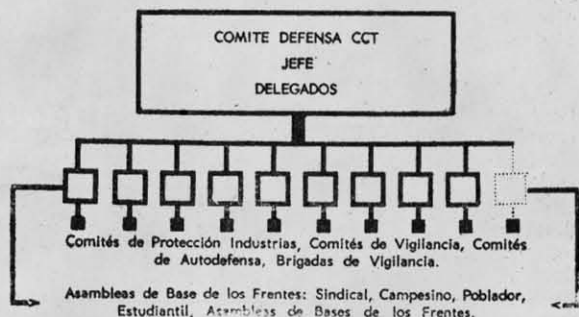 COMITE DEFENSA CCT
JEFE
DELEGADOS
Comités de Protección Industrias, Comités de Vigilancia, Comités
de Autodefensa, Brigadas de Vigilancia.
Asambleas de Base de los Frentes: Sindical, Campesino, Poblador,
Estudiantil, Asambleas de Bases de los Frentes.